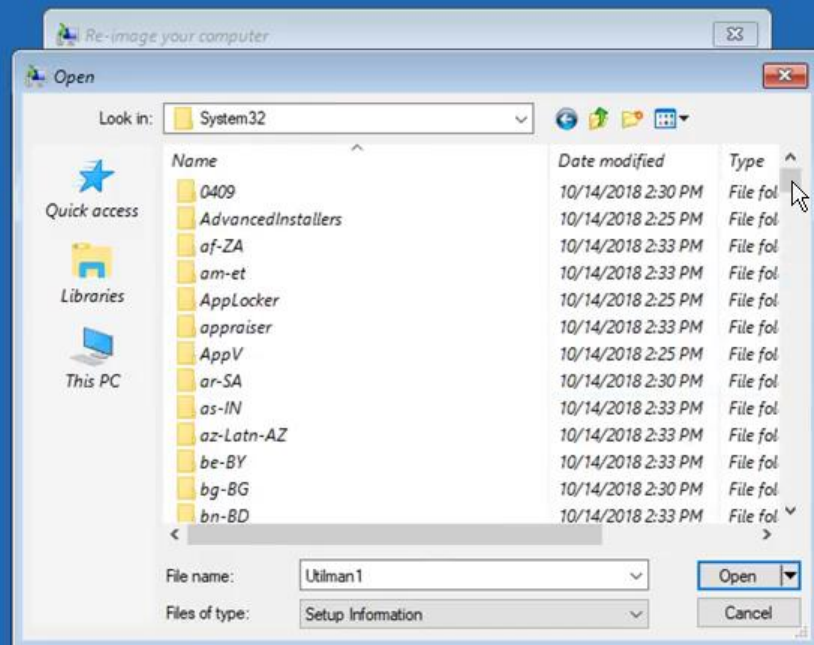 Re-image your computer
Open
Look in: System32
Name Date modified Type
Quick access
Libraries
This PC
0409 10/14/2018 2:30 PM File fol
AdvancedInstallers 10/14/2018 2:25 PM File fol
af-ZA 10/14/2018 2:33 PM File fol
am-et 10/14/2018 2:33 PM File fol
AppLocker 10/14/2018 2:25 PM File fol
appraiser 10/14/2018 2:33 PM File fol
AppV 10/14/2018 2:25 PM File fol
ar-SA 10/14/2018 2:30 PM File fol
as-IN 10/14/2018 2:33 PM File fol
az-Latn-AZ 10/14/2018 2:33 PM File fol
be-BY 10/14/2018 2:33 PM File fol
bg-BG 10/14/2018 2:30 PM File fol
bn-BD 10/14/2018 2:33 PM File fol
File name: Utilman1 Open
Files of type: Setup Information Cancel